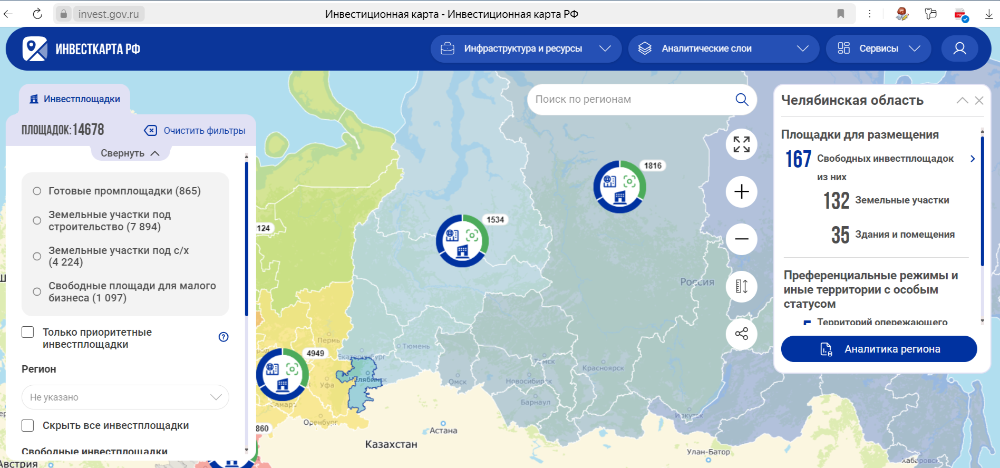 invest.gov.ru
Инвестиционная карта - Инвестиционная карта РФ
ИНВЕСТКАРТА РФ
Инфраструктура и ресурсы
Аналитические слои
Сервисы
Инвестплощадки
ПЛОЩАДОК: 14678
Очистить фильтры
Свернуть
Готовые промплощадки (865)
Земельные участки под
строительство (7 894)
Земельные участки под с/х
(4 224)
Свободные площади для малого
бизнеса (1 097)
Только приоритетные
инвестплощадки
Регион
Не указано
Скрыть все инвестплощадки
Свободные инвестплощадки
Австрия
Поиск по регионам
1816
1534
124
4949
860
Россия
Пермь
Тюмень
Екатеринбург
Уфа
Самара
Оренбург
Омск
Томск
Новосибирск
Красноярск
Барнаул
Иркутск
Астана
Казахстан
Улан-Батор
Хабаровск
Челябинская область
Площадки для размещения
167 Свободных инвестплощадок
из них
132 Земельные участки
35 Здания и помещения
Преференциальные режимы и
иные территории с особым
статусом
Территорий опережающего
Аналитика региона